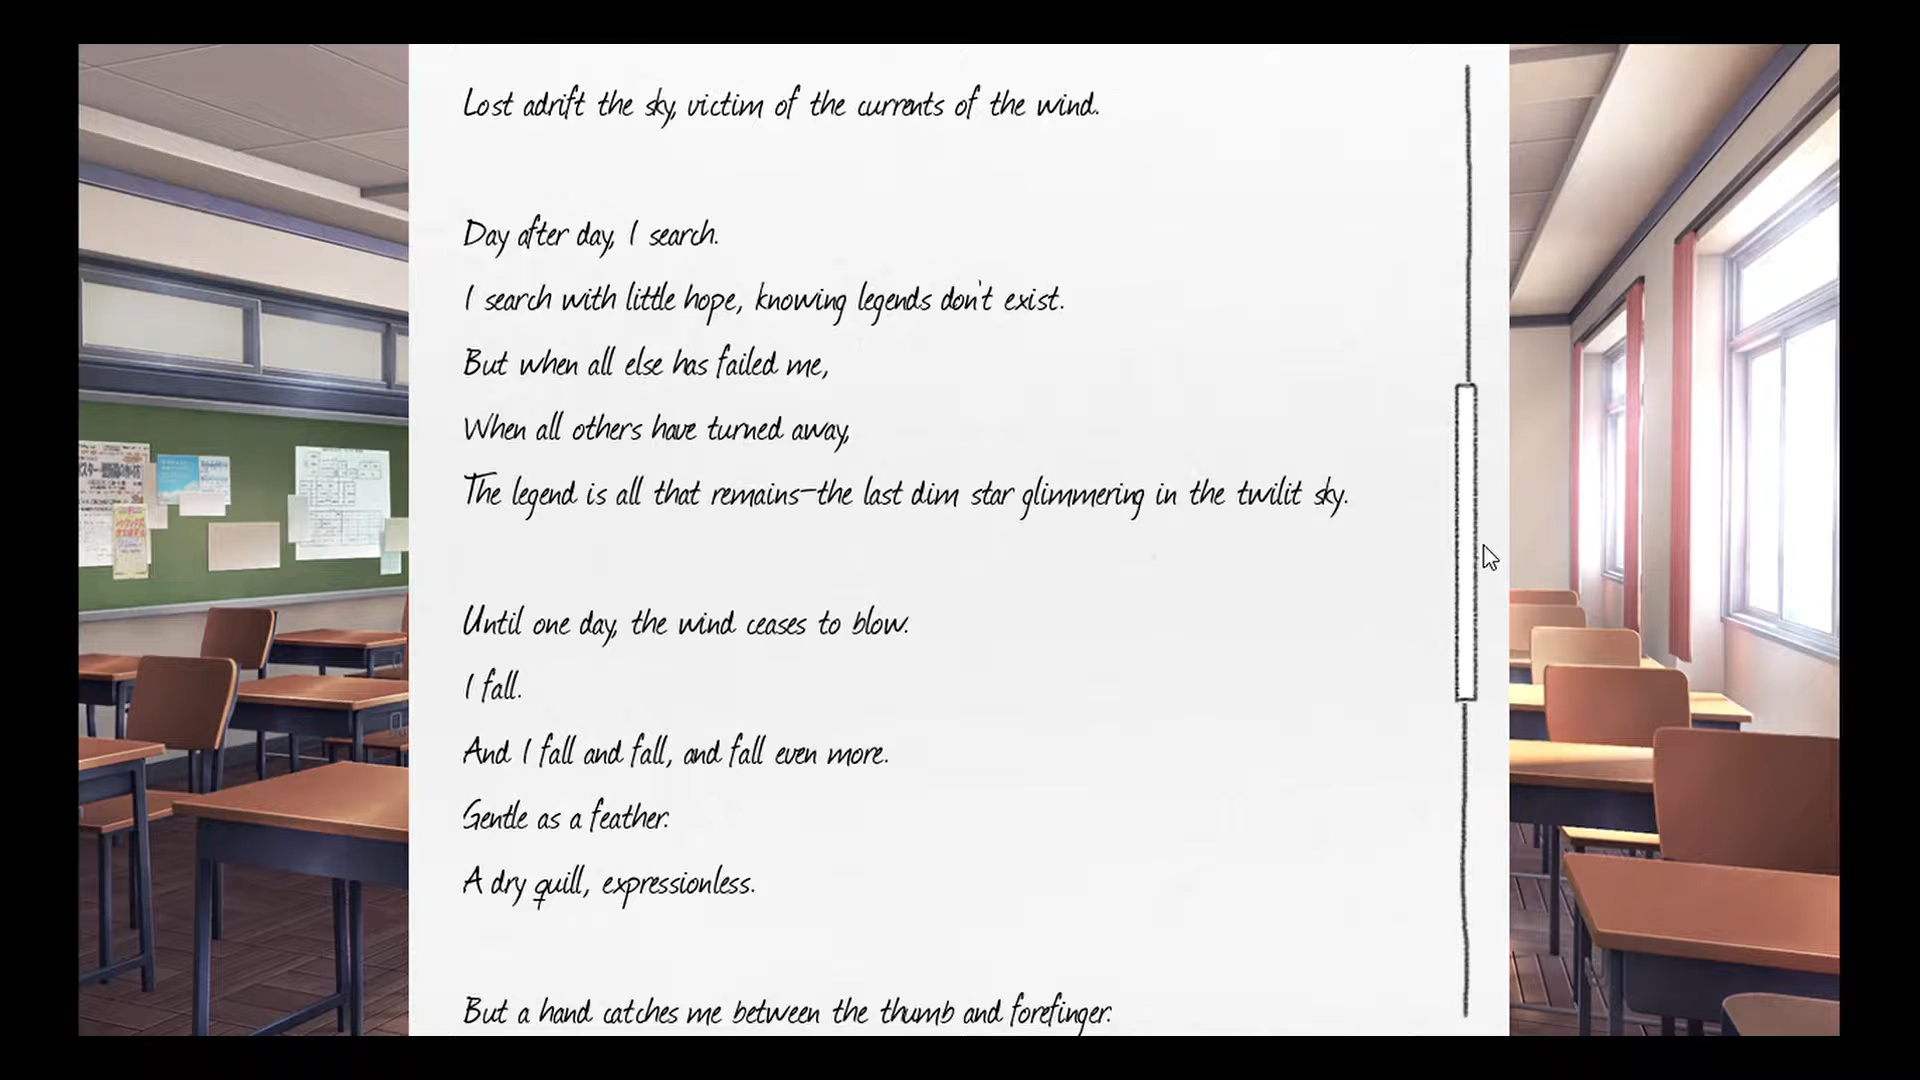 Lost adrift the sky, victim of the currents of the wind.
Day after day, I search.
I search with little hope, knowing legends don't exist.
But when all else has failed me,
When all others have turned away,
The legend is all that remains—the last dim star glimmering in the twilit sky.
Until one day, the wind ceases to blow.
I fall.
And I fall and fall, and fall even more.
Gentle as a feather.
A dry quill, expressionless.
But a hand catches me between the thumb and forefinger.